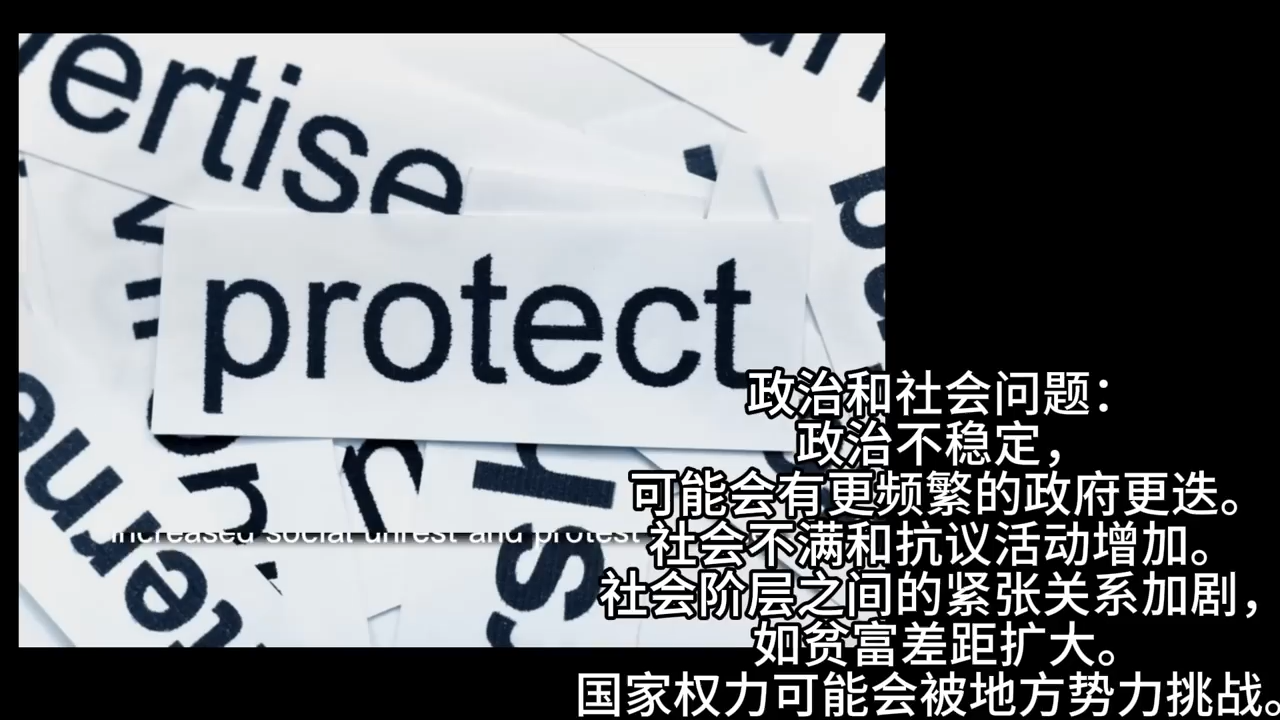 ertise
protect
increased social unrest and protest
政治和社会问题：
政治不稳定，
可能会有更频繁的政府更迭。
社会不满和抗议活动增加。
社会阶层之间的紧张关系加剧，
如贫富差距扩大。
国家权力可能会被地方势力挑战。